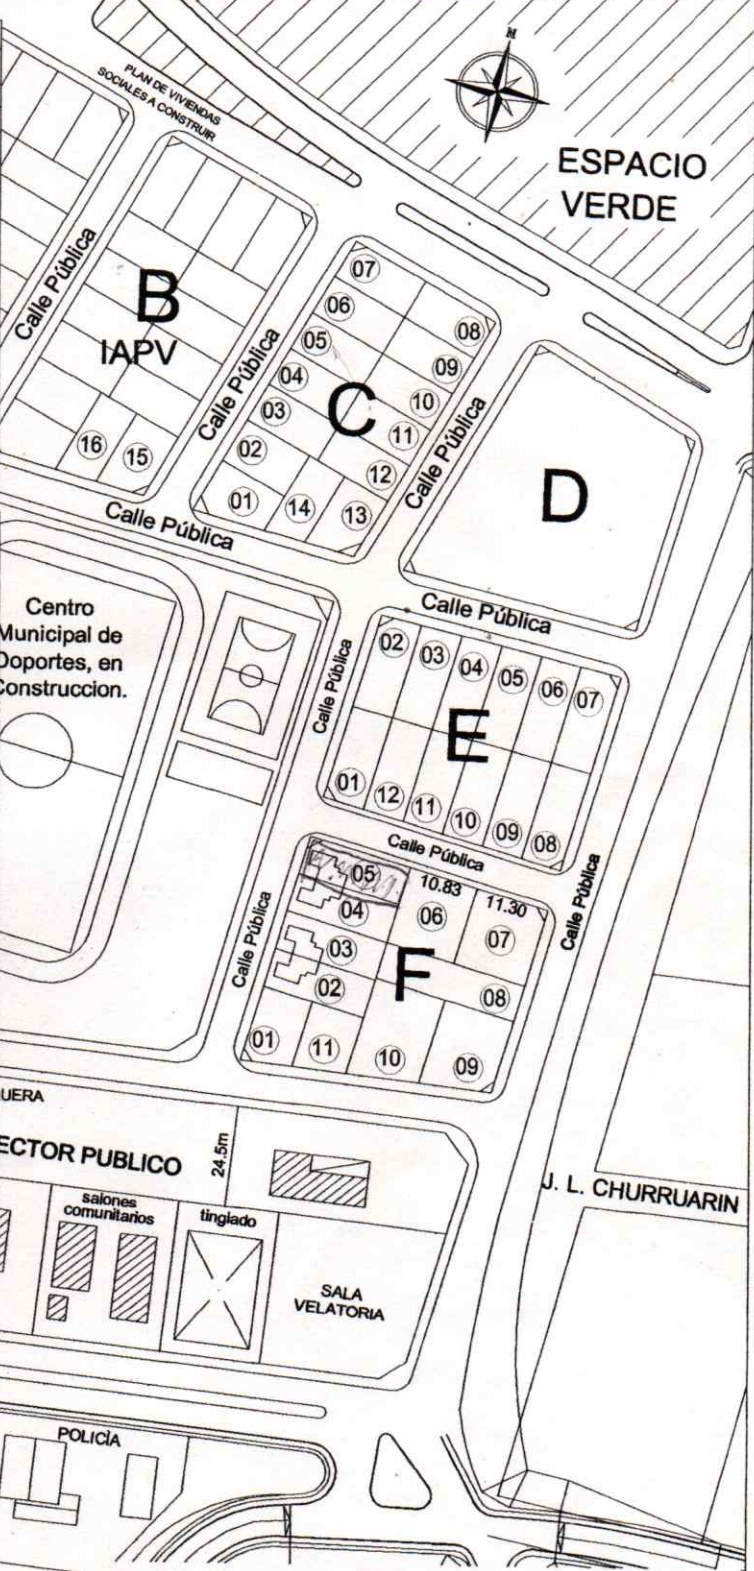 N
PLAN DE VIVIENDAS
SOCIALES A CONSTRUIR
ESPACIO
VERDE
Calle Pública
B
IAPV
16
15
Calle Pública
07
06
05
04
03
02
01
14
13
12
11
10
09
08
C
Calle Pública
D
Calle Pública
Calle Pública
Centro
Municipal de
Doportes, en
Construccion.
Calle Pública
02
03
04
05
06
07
E
01
12
11
10
09
08
Calle Pública
Calle Pública
05
10.83
11.30
04
06
07
03
F
02
08
01
11
10
09
Calle Pública
UERA
ECTOR PUBLICO
24.5m
salones
comunitarios
tinglado
SALA
VELATORIA
J. L. CHURRUARIN
POLICÍA